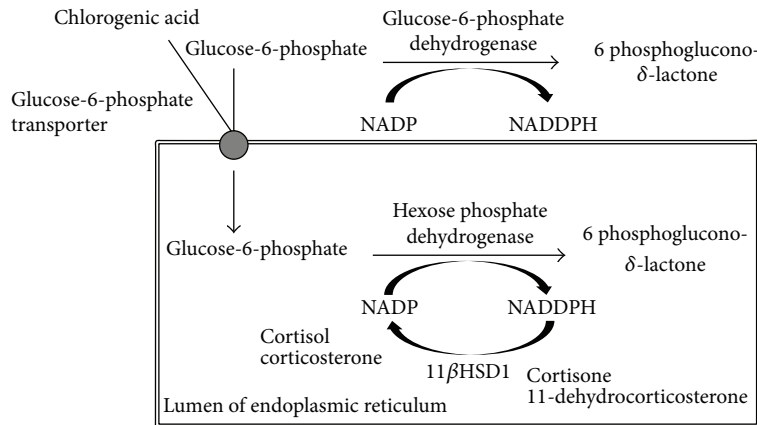 Chlorogenic acid
Glucose-6-phosphate
Glucose-6-phosphate
dehydrogenase
6 phosphoglucono-
δ-lactone
Glucose-6-phosphate
transporter
NADP
NADDPH
Hexose phosphate
dehydrogenase
Glucose-6-phosphate
6 phosphoglucono-
δ-lactone
NADP
NADDPH
Cortisol
corticosterone
11βHSD1
Cortisone
11-dehydrocorticosterone
Lumen of endoplasmic reticulum